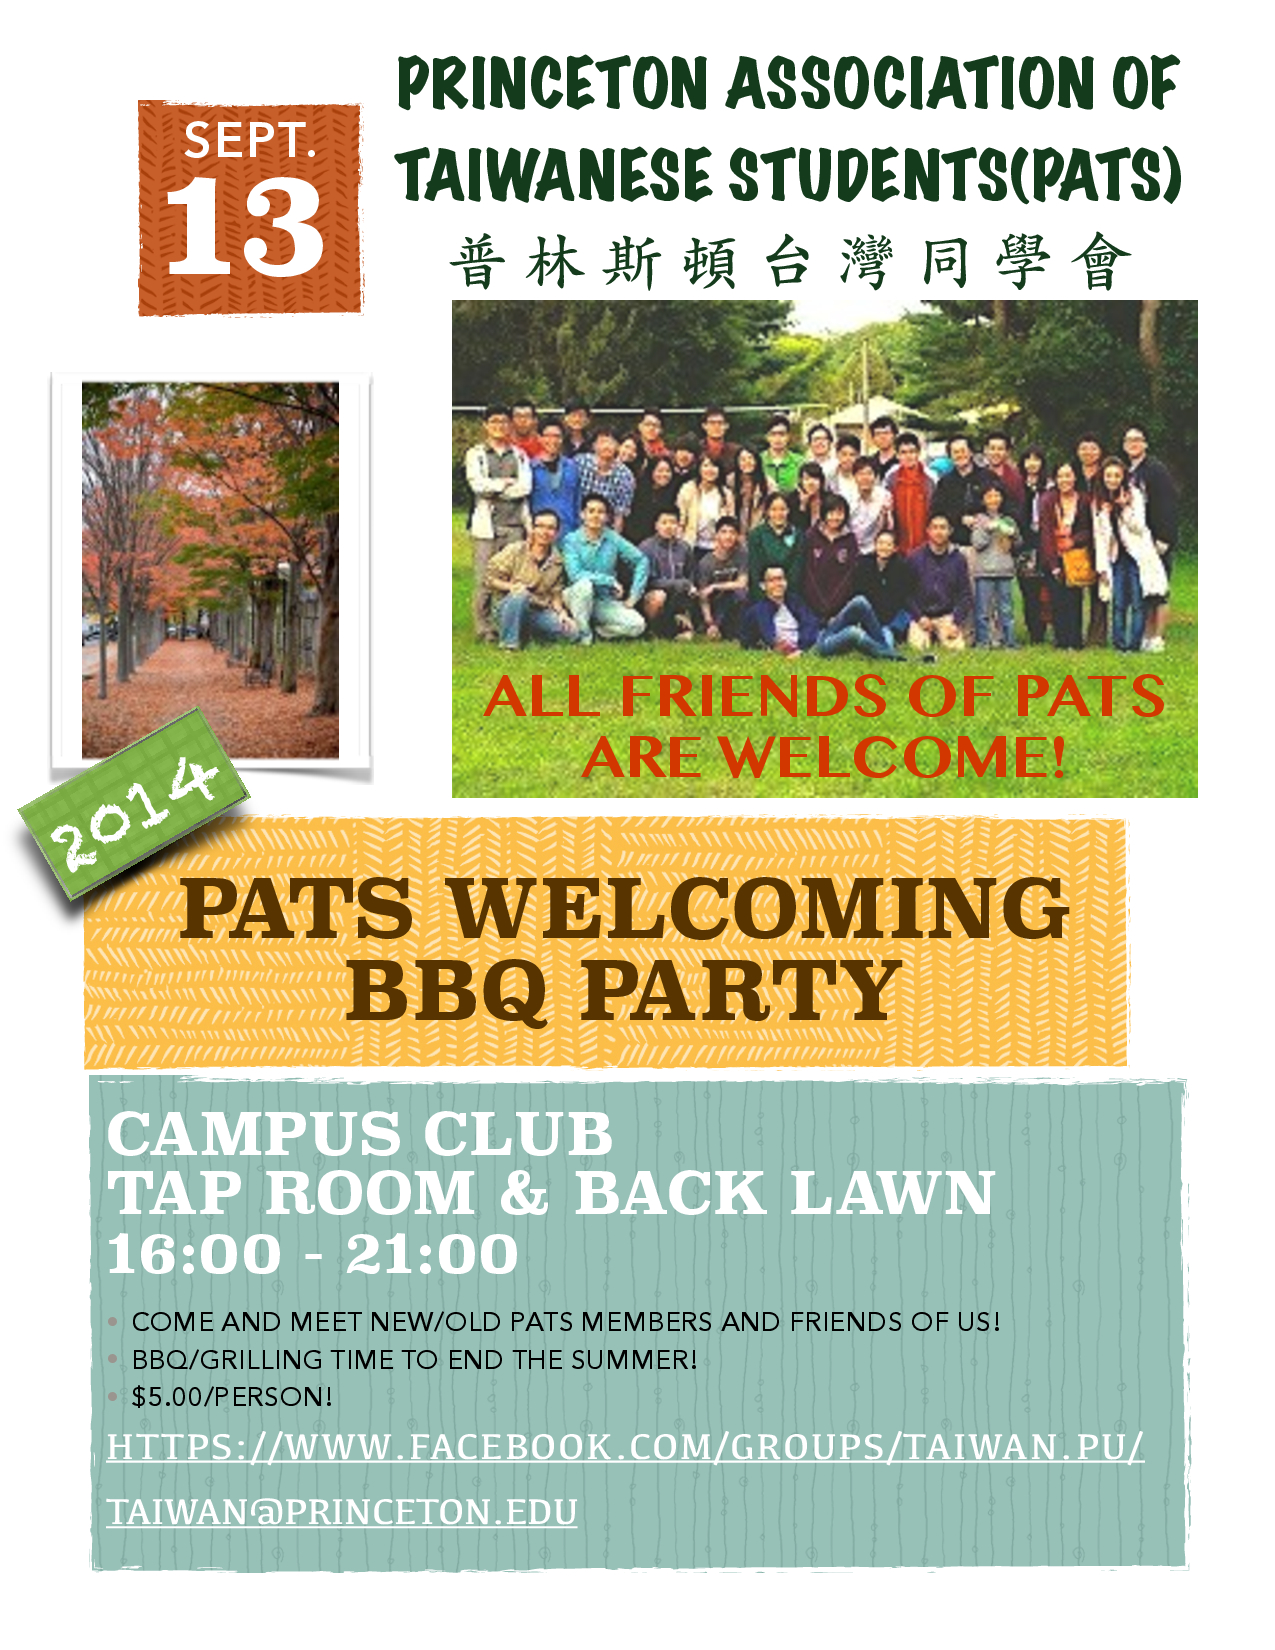 SEPT.
13
PRINCETON ASSOCIATION OF
TAIWANESE STUDENTS(PATS)
普林斯頓台灣同學會
ALL FRIENDS OF PATS
ARE WELCOME!
2014
PATS WELCOMING
BBQ PARTY
CAMPUS CLUB
TAP ROOM & BACK LAWN
16:00 - 21:00
• COME AND MEET NEW/OLD PATS MEMBERS AND FRIENDS OF US!
• BBQ/GRILLING TIME TO END THE SUMMER!
• $5.00/PERSON!
HTTPS://WWW.FACEBOOK.COM/GROUPS/TAIWAN.PU/
TAIWAN@PRINCETON.EDU